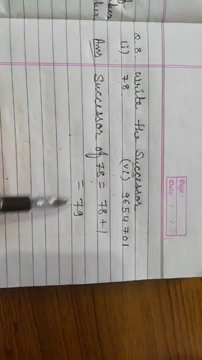 Q.8 Write the Successor
(i) 78 (vi) 9654701
Ans Successor of 78 = 78+1
= 79